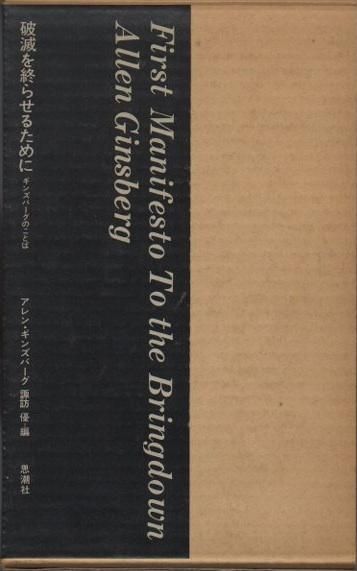 First Manifesto To the Bringdown
Allen Ginsberg
破滅を終らせるために ギンズバーグのことば
アレン・ギンズバーグ 諏訪 優=編 思潮社